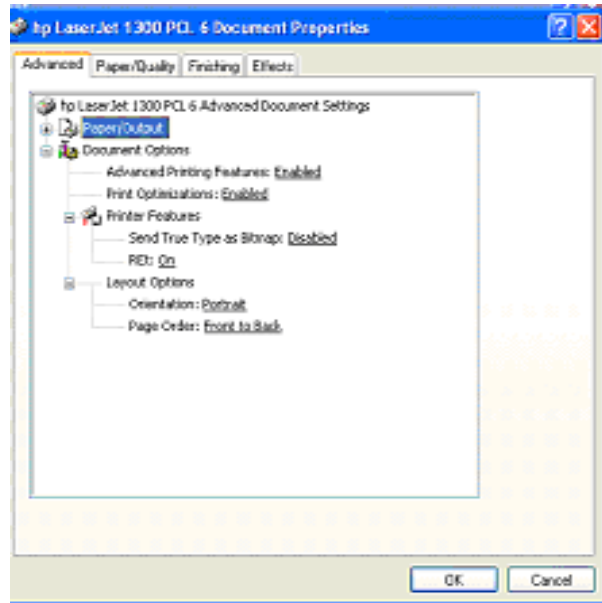 hp LaserJet 1300 PCL 6 Document Properties
Advanced Paper/Quality Finishing Effects
hp LaserJet 1300 PCL 6 Advanced Document Settings
Paper/Output
Document Options
Advanced Printing Features: Enabled
Print Optimizations: Enabled
Printer Features
Send True Type as Bitmap: Disabled
REt: On
Layout Options
Orientation: Portrait
Page Order: Front to Back
OK Cancel